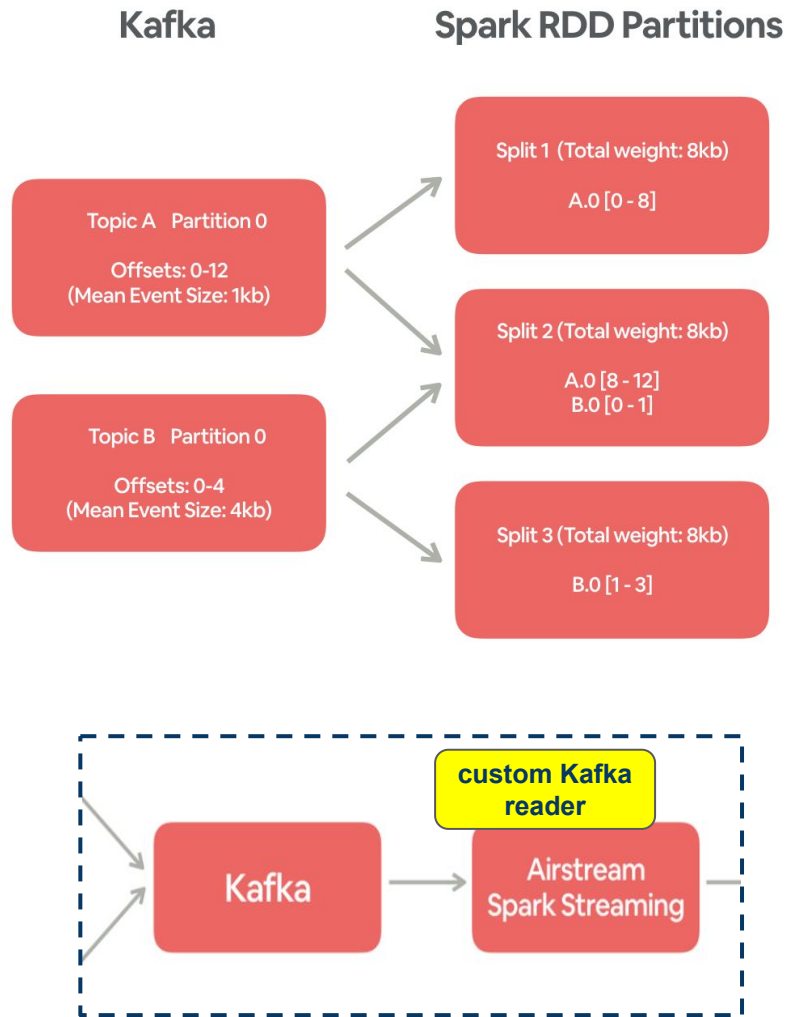 Kafka
Spark RDD Partitions
Topic A Partition 0
Offsets: 0-12
(Mean Event Size: 1kb)
Topic B Partition 0
Offsets: 0-4
(Mean Event Size: 4kb)
Split 1 (Total weight: 8kb)
A.0 [0 - 8]
Split 2 (Total weight: 8kb)
A.0 [8 - 12]
B.0 [0 - 1]
Split 3 (Total weight: 8kb)
B.0 [1 - 3]
custom Kafka
reader
Kafka
Airstream
Spark Streaming